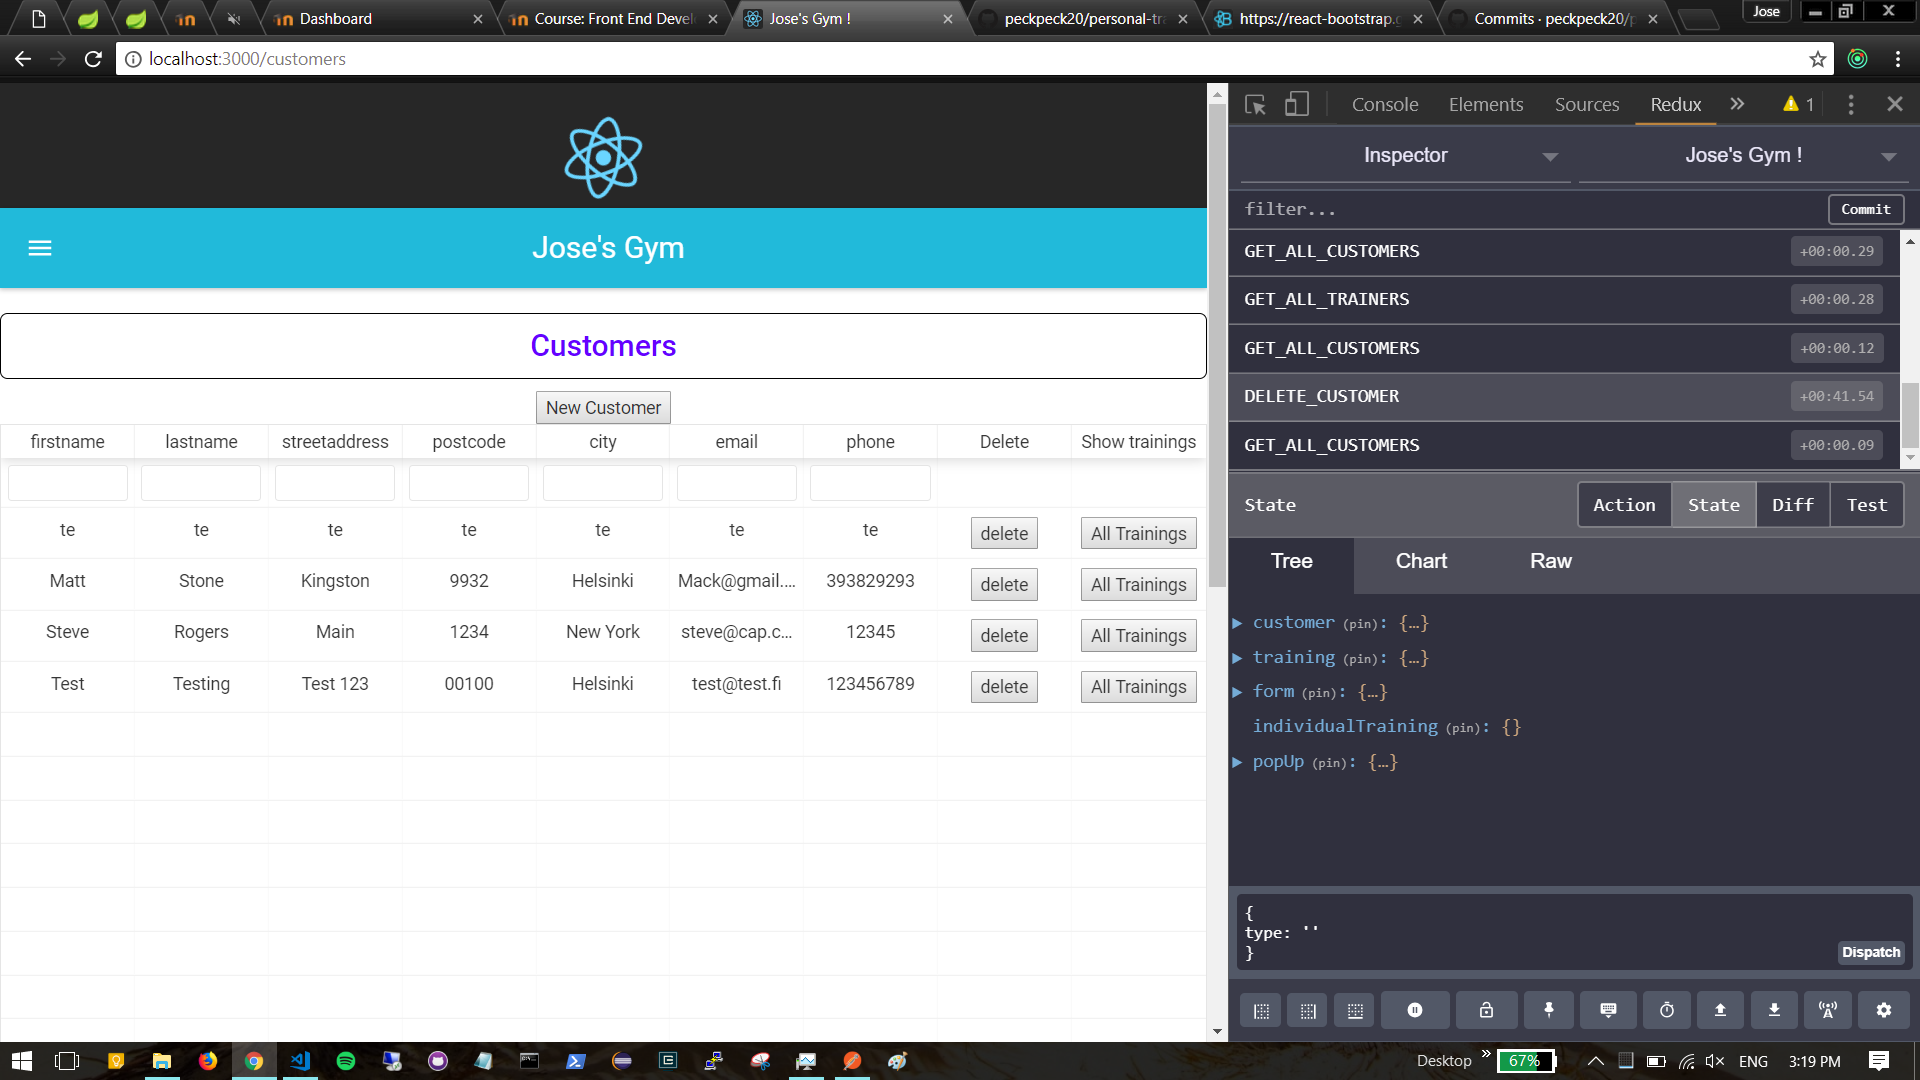 Dashboard
Course: Front End Devel
Jose's Gym !
peckpeck20/personal-tra
https://react-bootstrap.g
Commits · peckpeck20/p
Jose
localhost:3000/customers
Console Elements Sources Redux » 1
Inspector Jose's Gym !
filter... Commit
GET_ALL_CUSTOMERS +00:00.29
GET_ALL_TRAINERS +00:00.28
GET_ALL_CUSTOMERS +00:00.12
DELETE_CUSTOMER +00:41.54
GET_ALL_CUSTOMERS +00:00.09
State Action State Diff Test
Tree Chart Raw
customer (pin): {…}
training (pin): {…}
form (pin): {…}
individualTraining (pin): {}
popUp (pin): {…}
{
type: ''
}
Dispatch
Jose's Gym
Customers
New Customer
firstname lastname streetaddress postcode city email phone Delete Show trainings
te te te te te te te delete All Trainings
Matt Stone Kingston 9932 Helsinki Mack@gmail.... 393829293 delete All Trainings
Steve Rogers Main 1234 New York steve@cap.c... 12345 delete All Trainings
Test Testing Test 123 00100 Helsinki test@test.fi 123456789 delete All Trainings
Desktop » 67% ENG 3:19 PM